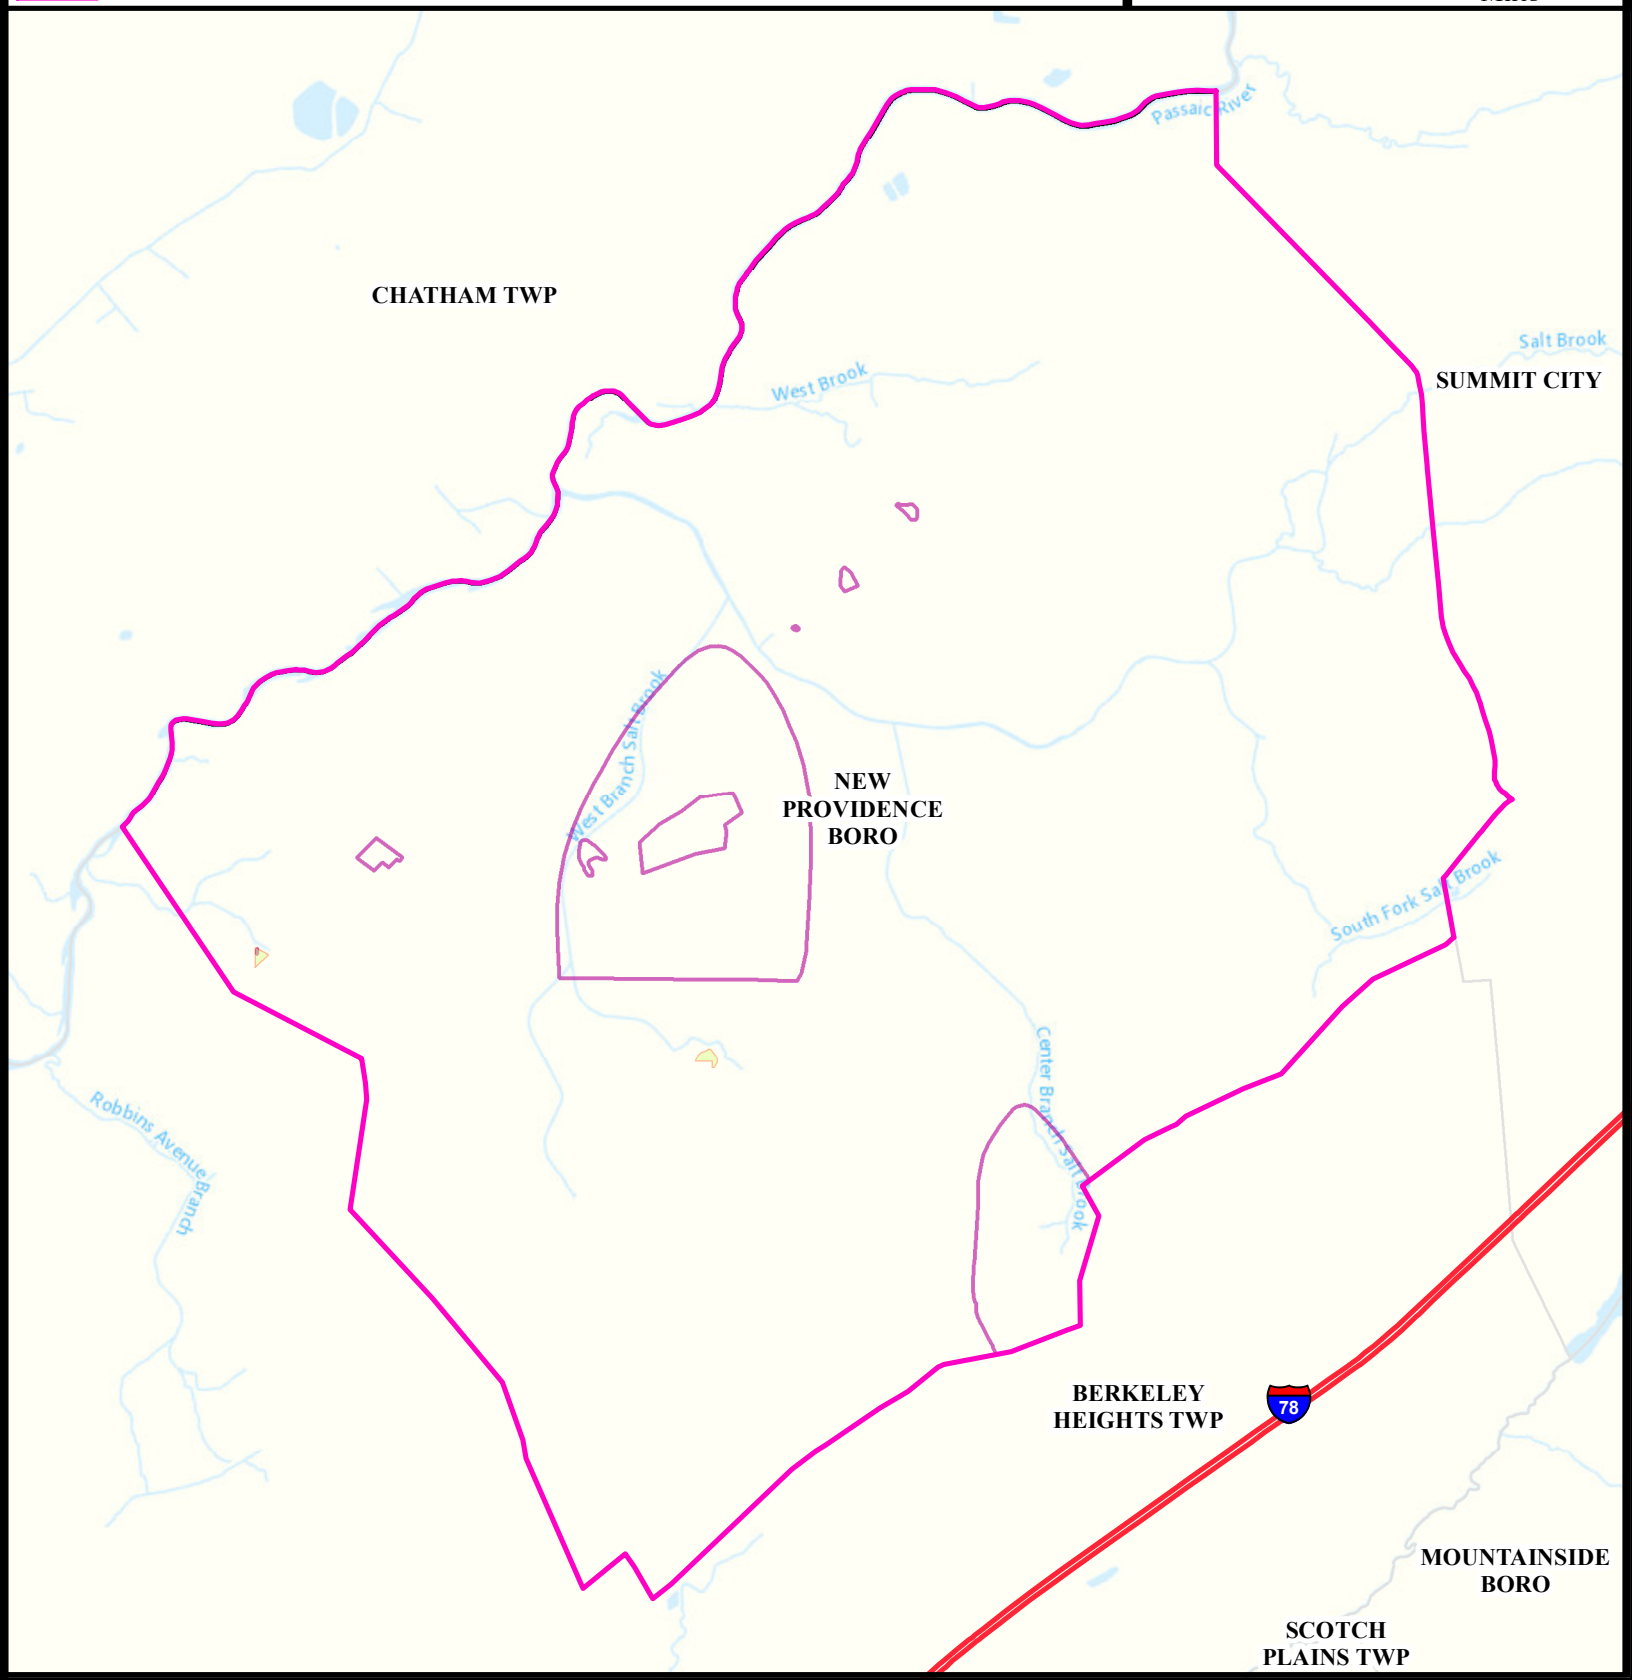 Passaic River
CHATHAM TWP
Salt Brook
SUMMIT CITY
West Brook
West Branch Salt Brook
NEW
PROVIDENCE
BORO
South Fork Salt Brook
Center Branch Salt Brook
Robbins Avenue Branch
BERKELEY
HEIGHTS TWP
78
MOUNTAINSIDE
BORO
SCOTCH
PLAINS TWP